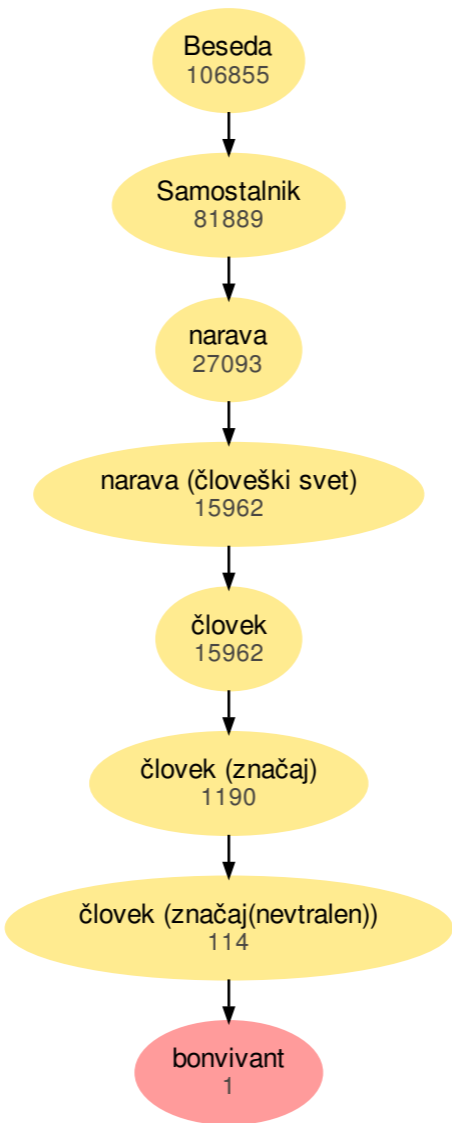 Beseda
106855
Samostalnik
81889
narava
27093
narava (človeški svet)
15962
človek
15962
človek (značaj)
1190
človek (značaj(nevtralen))
114
bonvivant
1